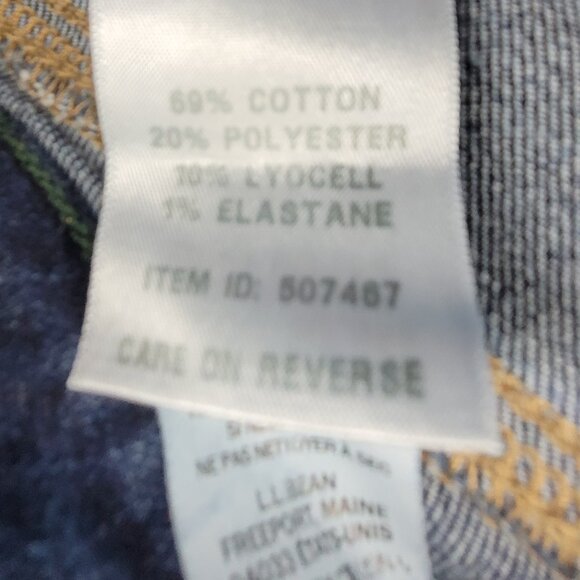 69% COTTON
20% POLYESTER
10% LYOCELL
1% ELASTANE
ITEM ID: 507467
CARE ON REVERSE
NE PAS NETTOYER À
L.L.BEAN
FREEPORT, MAINE
04033 ÉTATS-UNIS